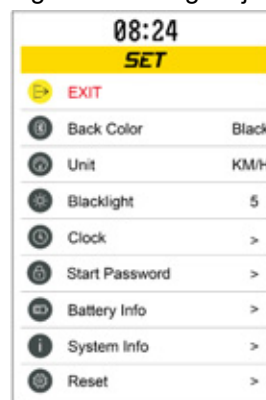 08:24
SET
EXIT
Back Color Black
Unit KM/H
Blacklight 5
Clock >
Start Password >
Battery Info >
System Info >
Reset >